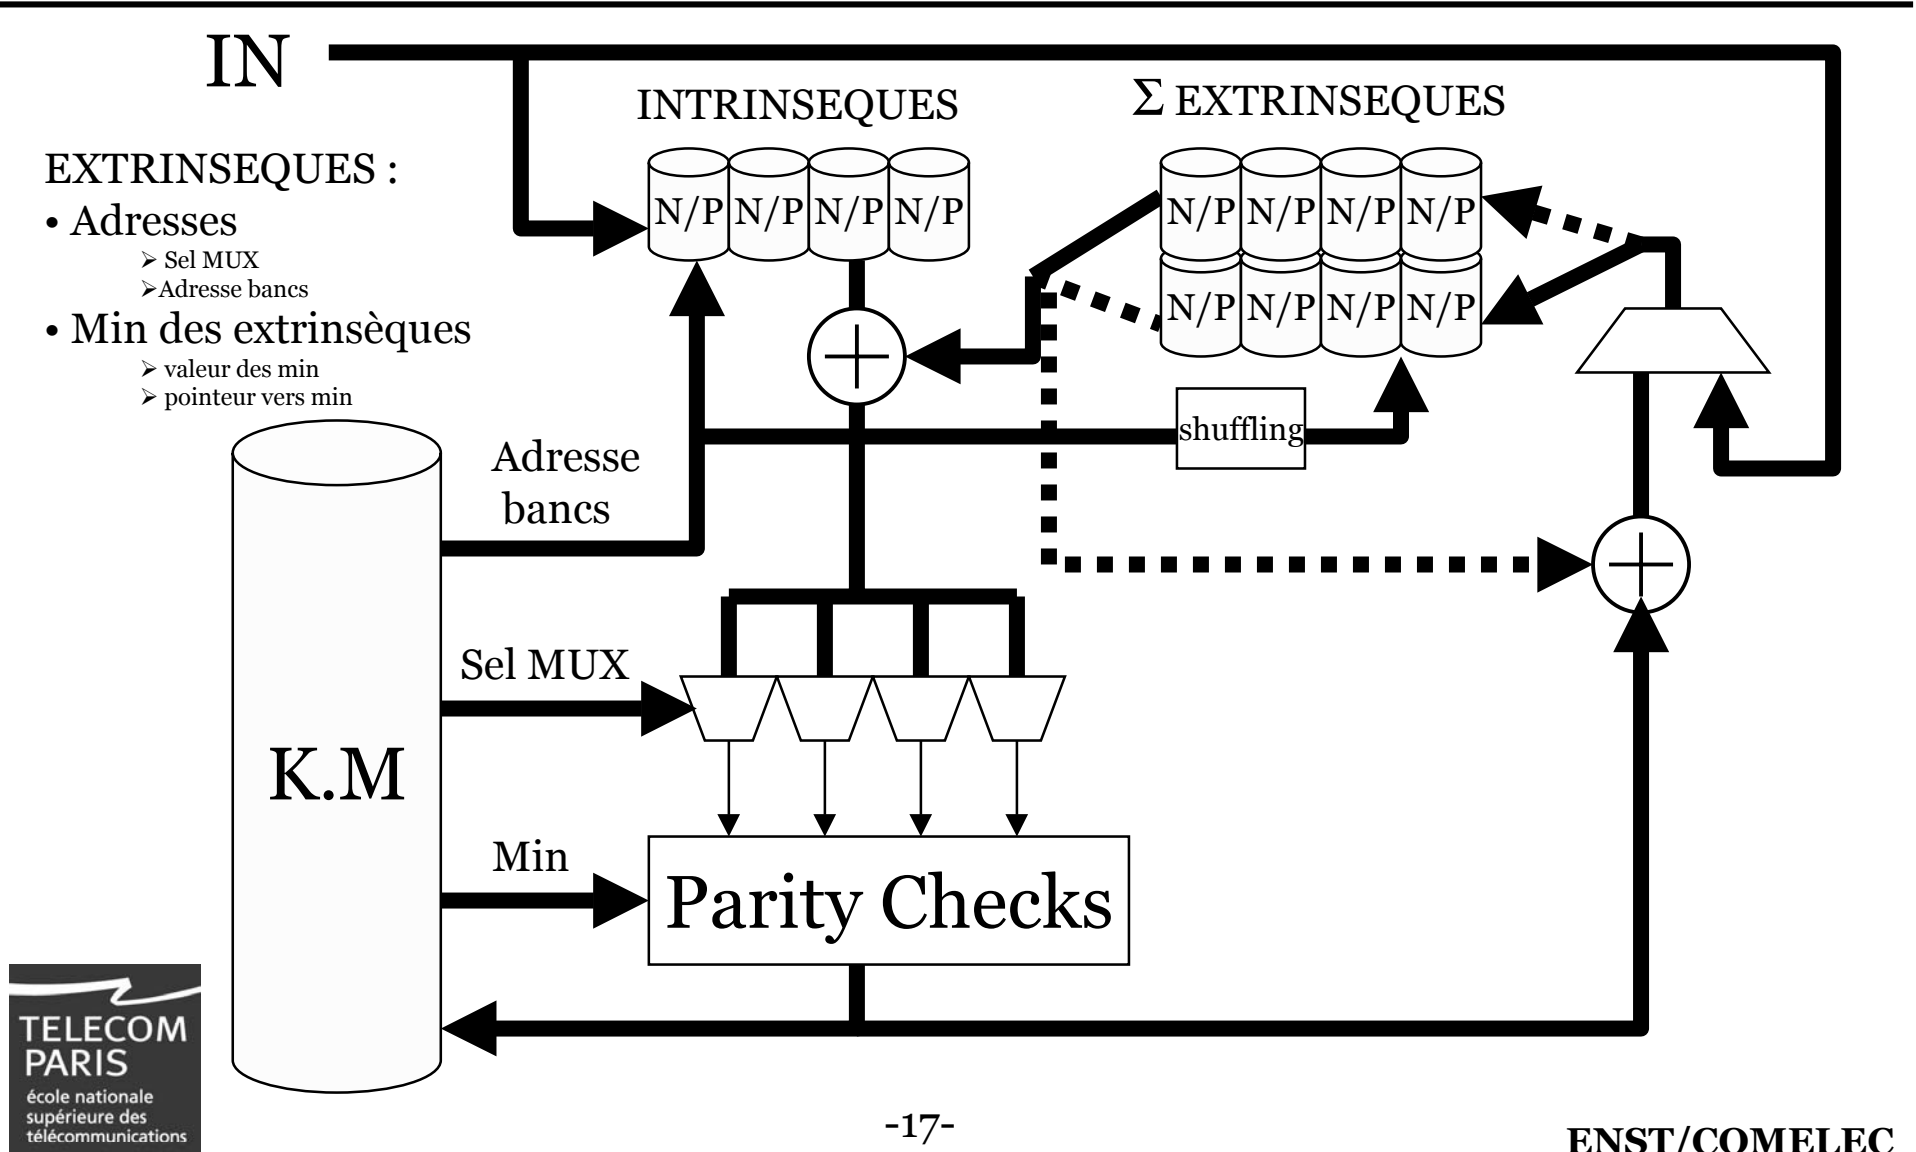 IN
INTRINSEQUES
Σ EXTRINSEQUES
EXTRINSEQUES :
• Adresses
➢ Sel MUX
➢Adresse bancs
• Min des extrinsèques
➢ valeur des min
➢ pointeur vers min
N/P N/P N/P N/P
N/P N/P N/P N/P
N/P N/P N/P N/P
shuffling
Adresse
bancs
Sel MUX
K.M
Min
Parity Checks
TELECOM
PARIS
école nationale
supérieure des
télécommunications
-17-
ENST/COMELEC